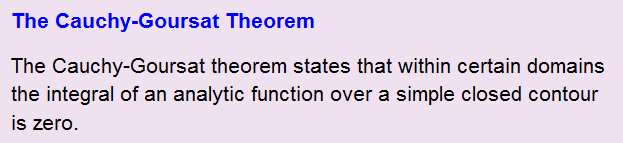 The Cauchy-Goursat Theorem
The Cauchy-Goursat theorem states that within certain domains
the integral of an analytic function over a simple closed contour
is zero.